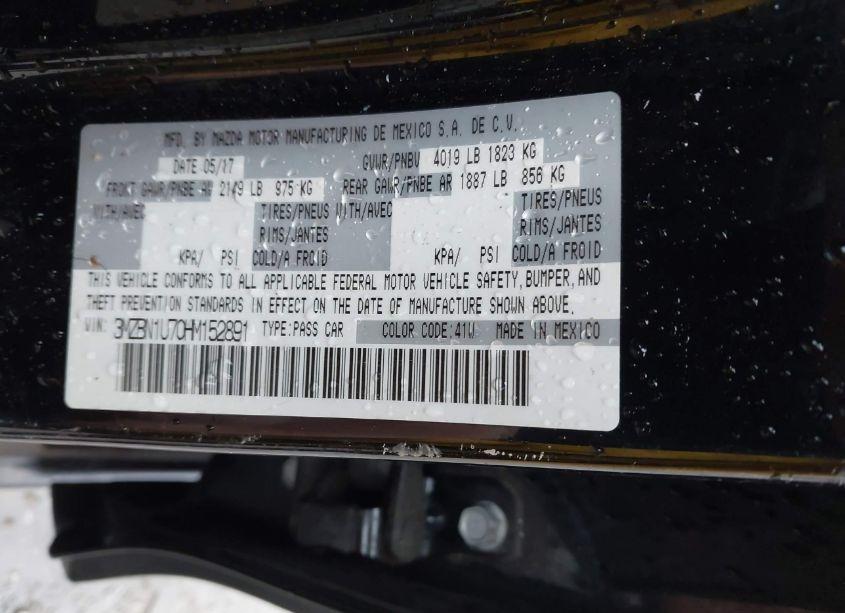 MFD. BY MAZDA MOTOR MANUFACTURING DE MEXICO S.A. DE C.V.
DATE 05/17 GVWR/PNBV 4019 LB 1823 KG
FRONT GAWR/PNBE AV 2149 LB 975 KG REAR GAWR/PNBE AR 1887 LB 856 KG
WITH/AVEC TIRES/PNEUS WITH/AVEC TIRES/PNEUS
RIMS/JANTES RIMS/JANTES
KPA/ PSI COLD/A FROID KPA/ PSI COLD/A FROID
THIS VEHICLE CONFORMS TO ALL APPLICABLE FEDERAL MOTOR VEHICLE SAFETY, BUMPER, AND
THEFT PREVENTION STANDARDS IN EFFECT ON THE DATE OF MANUFACTURE SHOWN ABOVE.
VIN: 3MZBN1U70HM152891 TYPE:PASS CAR COLOR CODE:41W MADE IN MEXICO